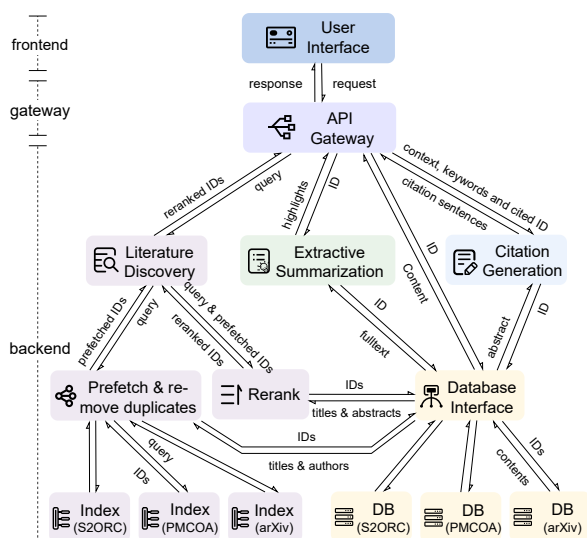 frontend
User
Interface
response
request
gateway
API
Gateway
reranked IDs
query
highlights
ID
context, keywords and cited ID
citation sentences
ID
Content
Literature
Discovery
Extractive
Summarization
Citation
Generation
prefetched IDs
query
query & prefetched IDs
reranked IDs
ID
fulltext
abstract
ID
backend
Prefetch & re-
move duplicates
Rerank
IDs
titles & abstracts
Database
Interface
IDs
titles & authors
query
IDs
IDs
contents
Index
(S2ORC)
Index
(PMCOA)
Index
(arXiv)
DB
(S2ORC)
DB
(PMCOA)
DB
(arXiv)